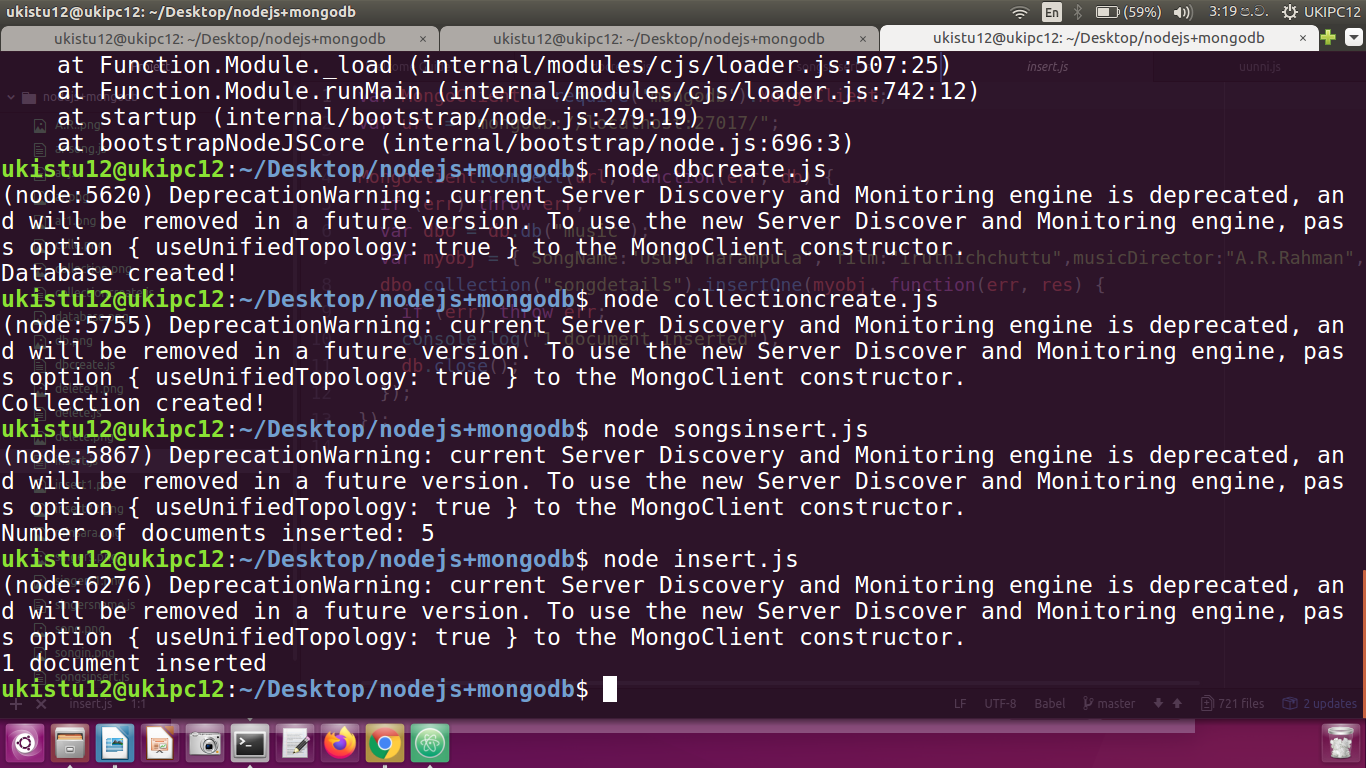 ukistu12@ukipc12: ~/Desktop/nodejs+mongodb
En (59%) 3:19 ප.ව. UKIPC12
ukistu12@ukipc12: ~/Desktop/nodejs+mongodb × ukistu12@ukipc12: ~/Desktop/nodejs+mongodb × ukistu12@ukipc12: ~/Desktop/nodejs+mongodb ×
at Function.Module._load (internal/modules/cjs/loader.js:507:25)
at Function.Module.runMain (internal/modules/cjs/loader.js:742:12)
at startup (internal/bootstrap/node.js:279:19)
at bootstrapNodeJSCore (internal/bootstrap/node.js:696:3)
ukistu12@ukipc12:~/Desktop/nodejs+mongodb$ node dbcreate.js
(node:5620) DeprecationWarning: current Server Discovery and Monitoring engine is deprecated, an
d will be removed in a future version. To use the new Server Discover and Monitoring engine, pas
s option { useUnifiedTopology: true } to the MongoClient constructor.
Database created!
ukistu12@ukipc12:~/Desktop/nodejs+mongodb$ node collectioncreate.js
(node:5755) DeprecationWarning: current Server Discovery and Monitoring engine is deprecated, an
d will be removed in a future version. To use the new Server Discover and Monitoring engine, pas
s option { useUnifiedTopology: true } to the MongoClient constructor.
Collection created!
ukistu12@ukipc12:~/Desktop/nodejs+mongodb$ node songsinsert.js
(node:5867) DeprecationWarning: current Server Discovery and Monitoring engine is deprecated, an
d will be removed in a future version. To use the new Server Discover and Monitoring engine, pas
s option { useUnifiedTopology: true } to the MongoClient constructor.
Number of documents inserted: 5
ukistu12@ukipc12:~/Desktop/nodejs+mongodb$ node insert.js
(node:6276) DeprecationWarning: current Server Discovery and Monitoring engine is deprecated, an
d will be removed in a future version. To use the new Server Discover and Monitoring engine, pas
s option { useUnifiedTopology: true } to the MongoClient constructor.
1 document inserted
ukistu12@ukipc12:~/Desktop/nodejs+mongodb$
insert.js 1:1 LF UTF-8 Babel master 721 files 2 updates